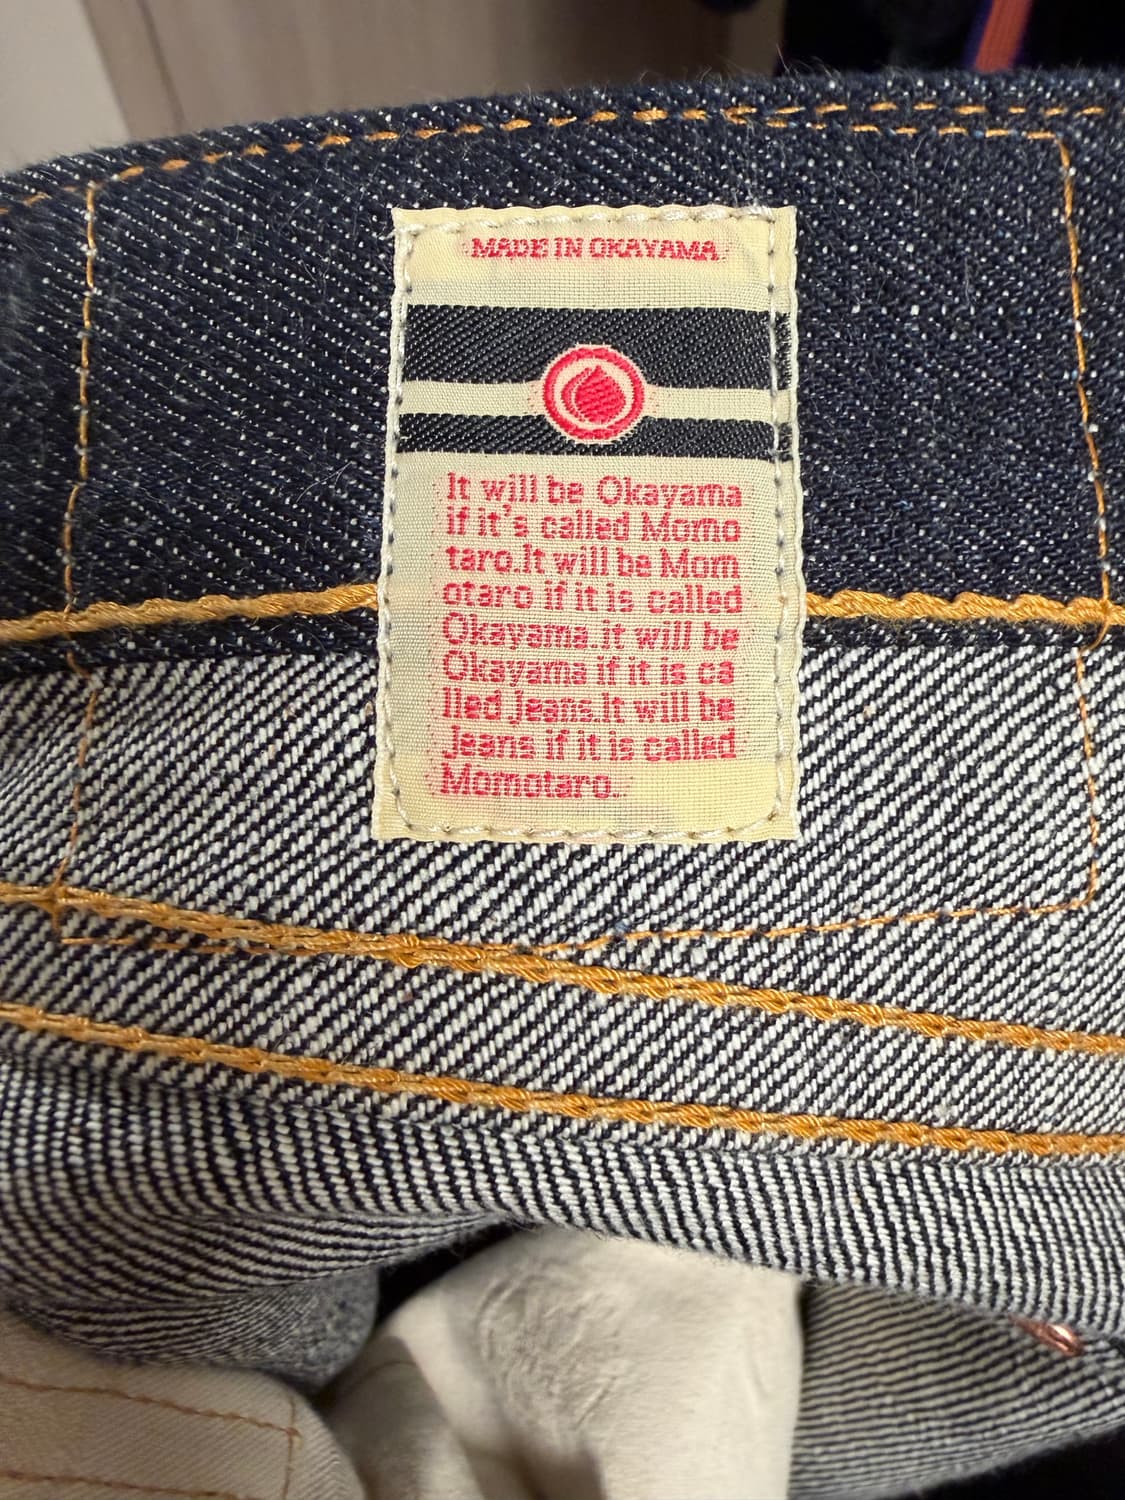 MADE IN OKAYAMA
It will be Okayama
if it's called Momo
taro.It will be Mom
otaro if it is called
Okayama.it will be
Okayama if it is ca
lled Jeans.It will be
Jeans if it is called
Momotaro.